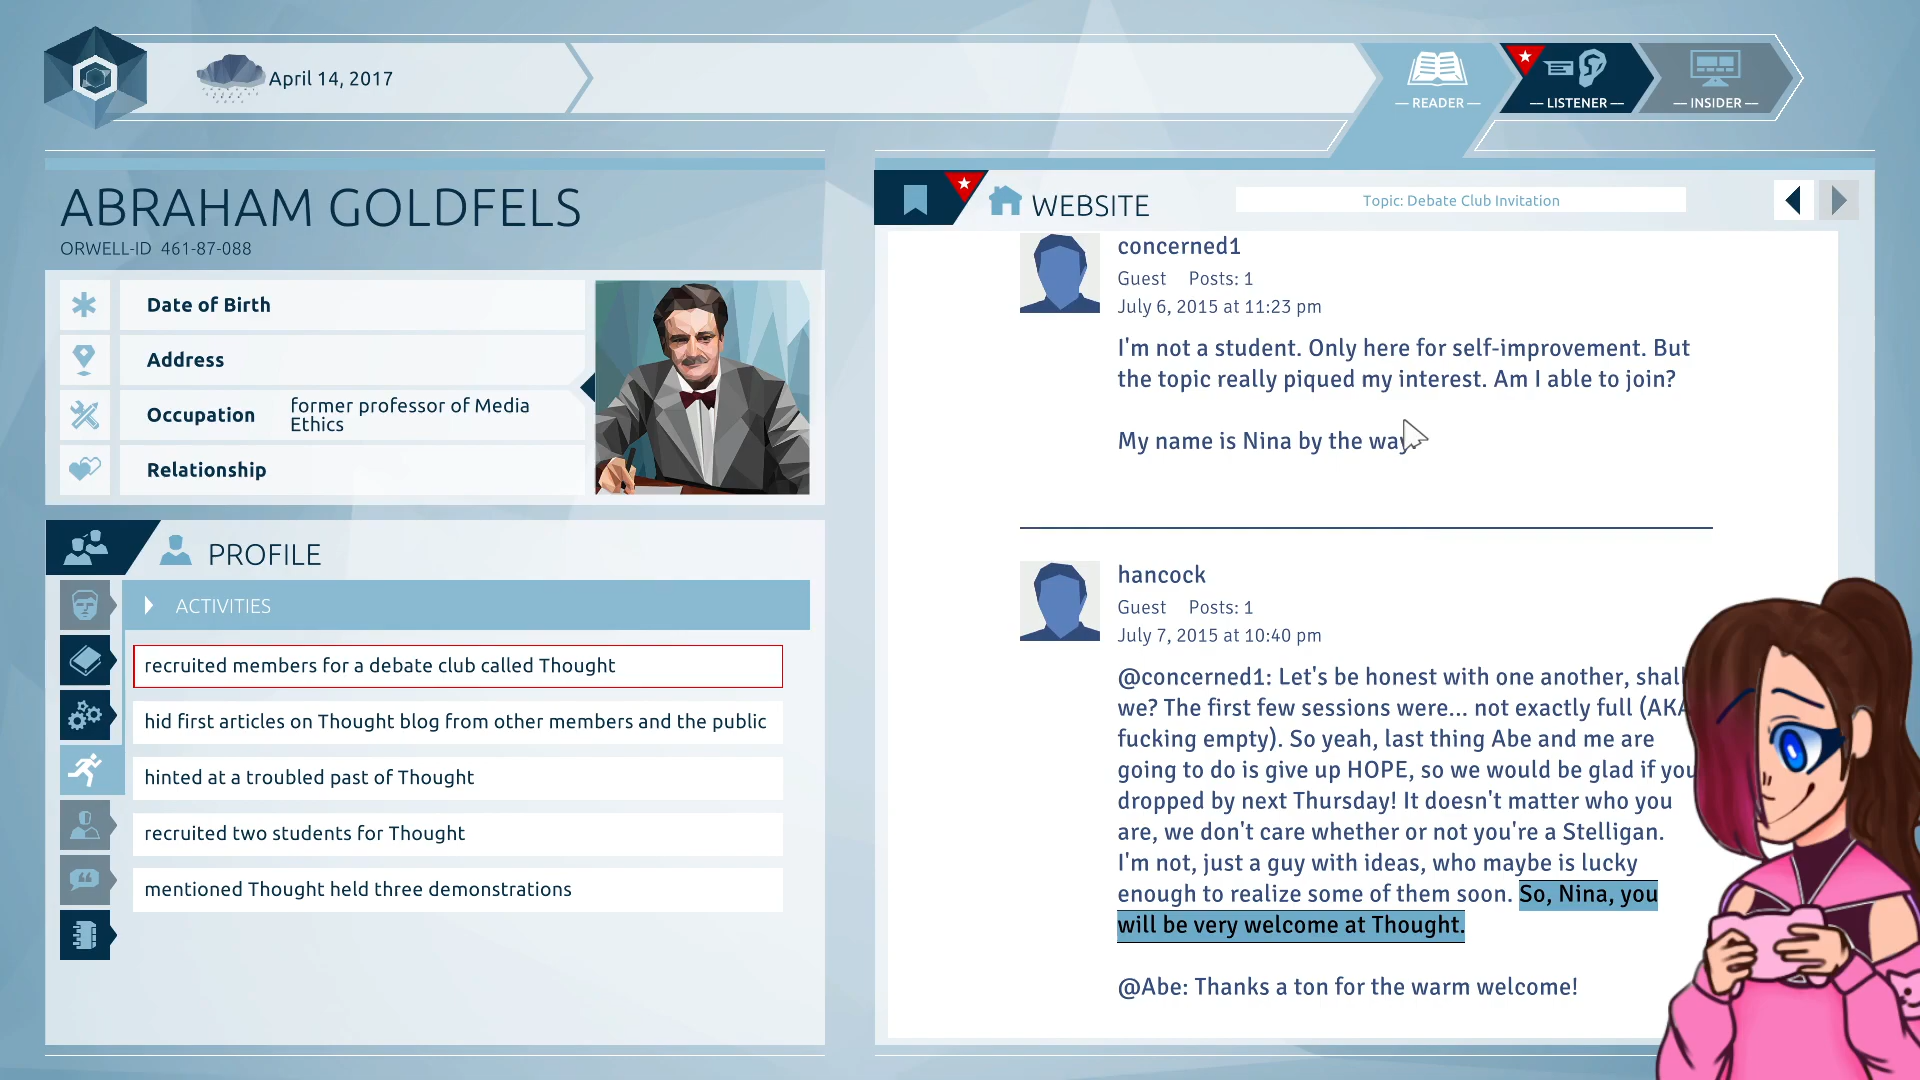 April 14, 2017
— READER —
— LISTENER —
— INSIDER —
ABRAHAM GOLDFELS
ORWELL-ID 461-87-088
Date of Birth
Address
Occupation former professor of Media
Ethics
Relationship
PROFILE
ACTIVITIES
recruited members for a debate club called Thought
hid first articles on Thought blog from other members and the public
hinted at a troubled past of Thought
recruited two students for Thought
mentioned Thought held three demonstrations
WEBSITE
Topic: Debate Club Invitation
concerned1
Guest Posts: 1
July 6, 2015 at 11:23 pm
I'm not a student. Only here for self-improvement. But
the topic really piqued my interest. Am I able to join?
My name is Nina by the way
hancock
Guest Posts: 1
July 7, 2015 at 10:40 pm
@concerned1: Let's be honest with one another, shall
we? The first few sessions were... not exactly full (AKA
fucking empty). So yeah, last thing Abe and me are
going to do is give up HOPE, so we would be glad if you
dropped by next Thursday! It doesn't matter who you
are, we don't care whether or not you're a Stelligan.
I'm not, just a guy with ideas, who maybe is lucky
enough to realize some of them soon. So, Nina, you
will be very welcome at Thought.
@Abe: Thanks a ton for the warm welcome!